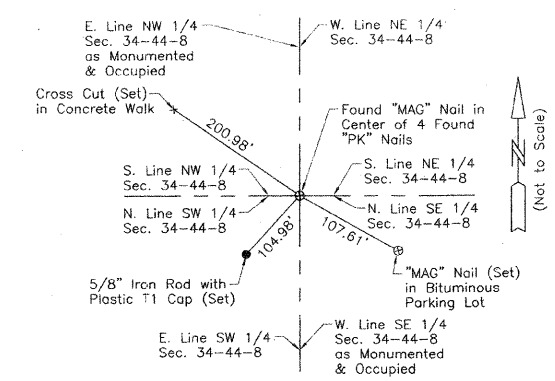 E. Line NW 1/4
Sec. 34-44-8
as Monumented
& Occupied
W. Line NE 1/4
Sec. 34-44-8
Cross Cut (Set)
in Concrete Walk
200.98'
Found "MAG" Nail in
Center of 4 Found
"PK" Nails
N
(Not to Scale)
S. Line NW 1/4
Sec. 34-44-8
S. Line NE 1/4
Sec. 34-44-8
N. Line SW 1/4
Sec. 34-44-8
N. Line SE 1/4
Sec. 34-44-8
104.98'
107.61'
5/8" Iron Rod with
Plastic T1 Cap (Set)
"MAG" Nail (Set)
in Bituminous
Parking Lot
E. Line SW 1/4
Sec. 34-44-8
W. Line SE 1/4
Sec. 34-44-8
as Monumented
& Occupied